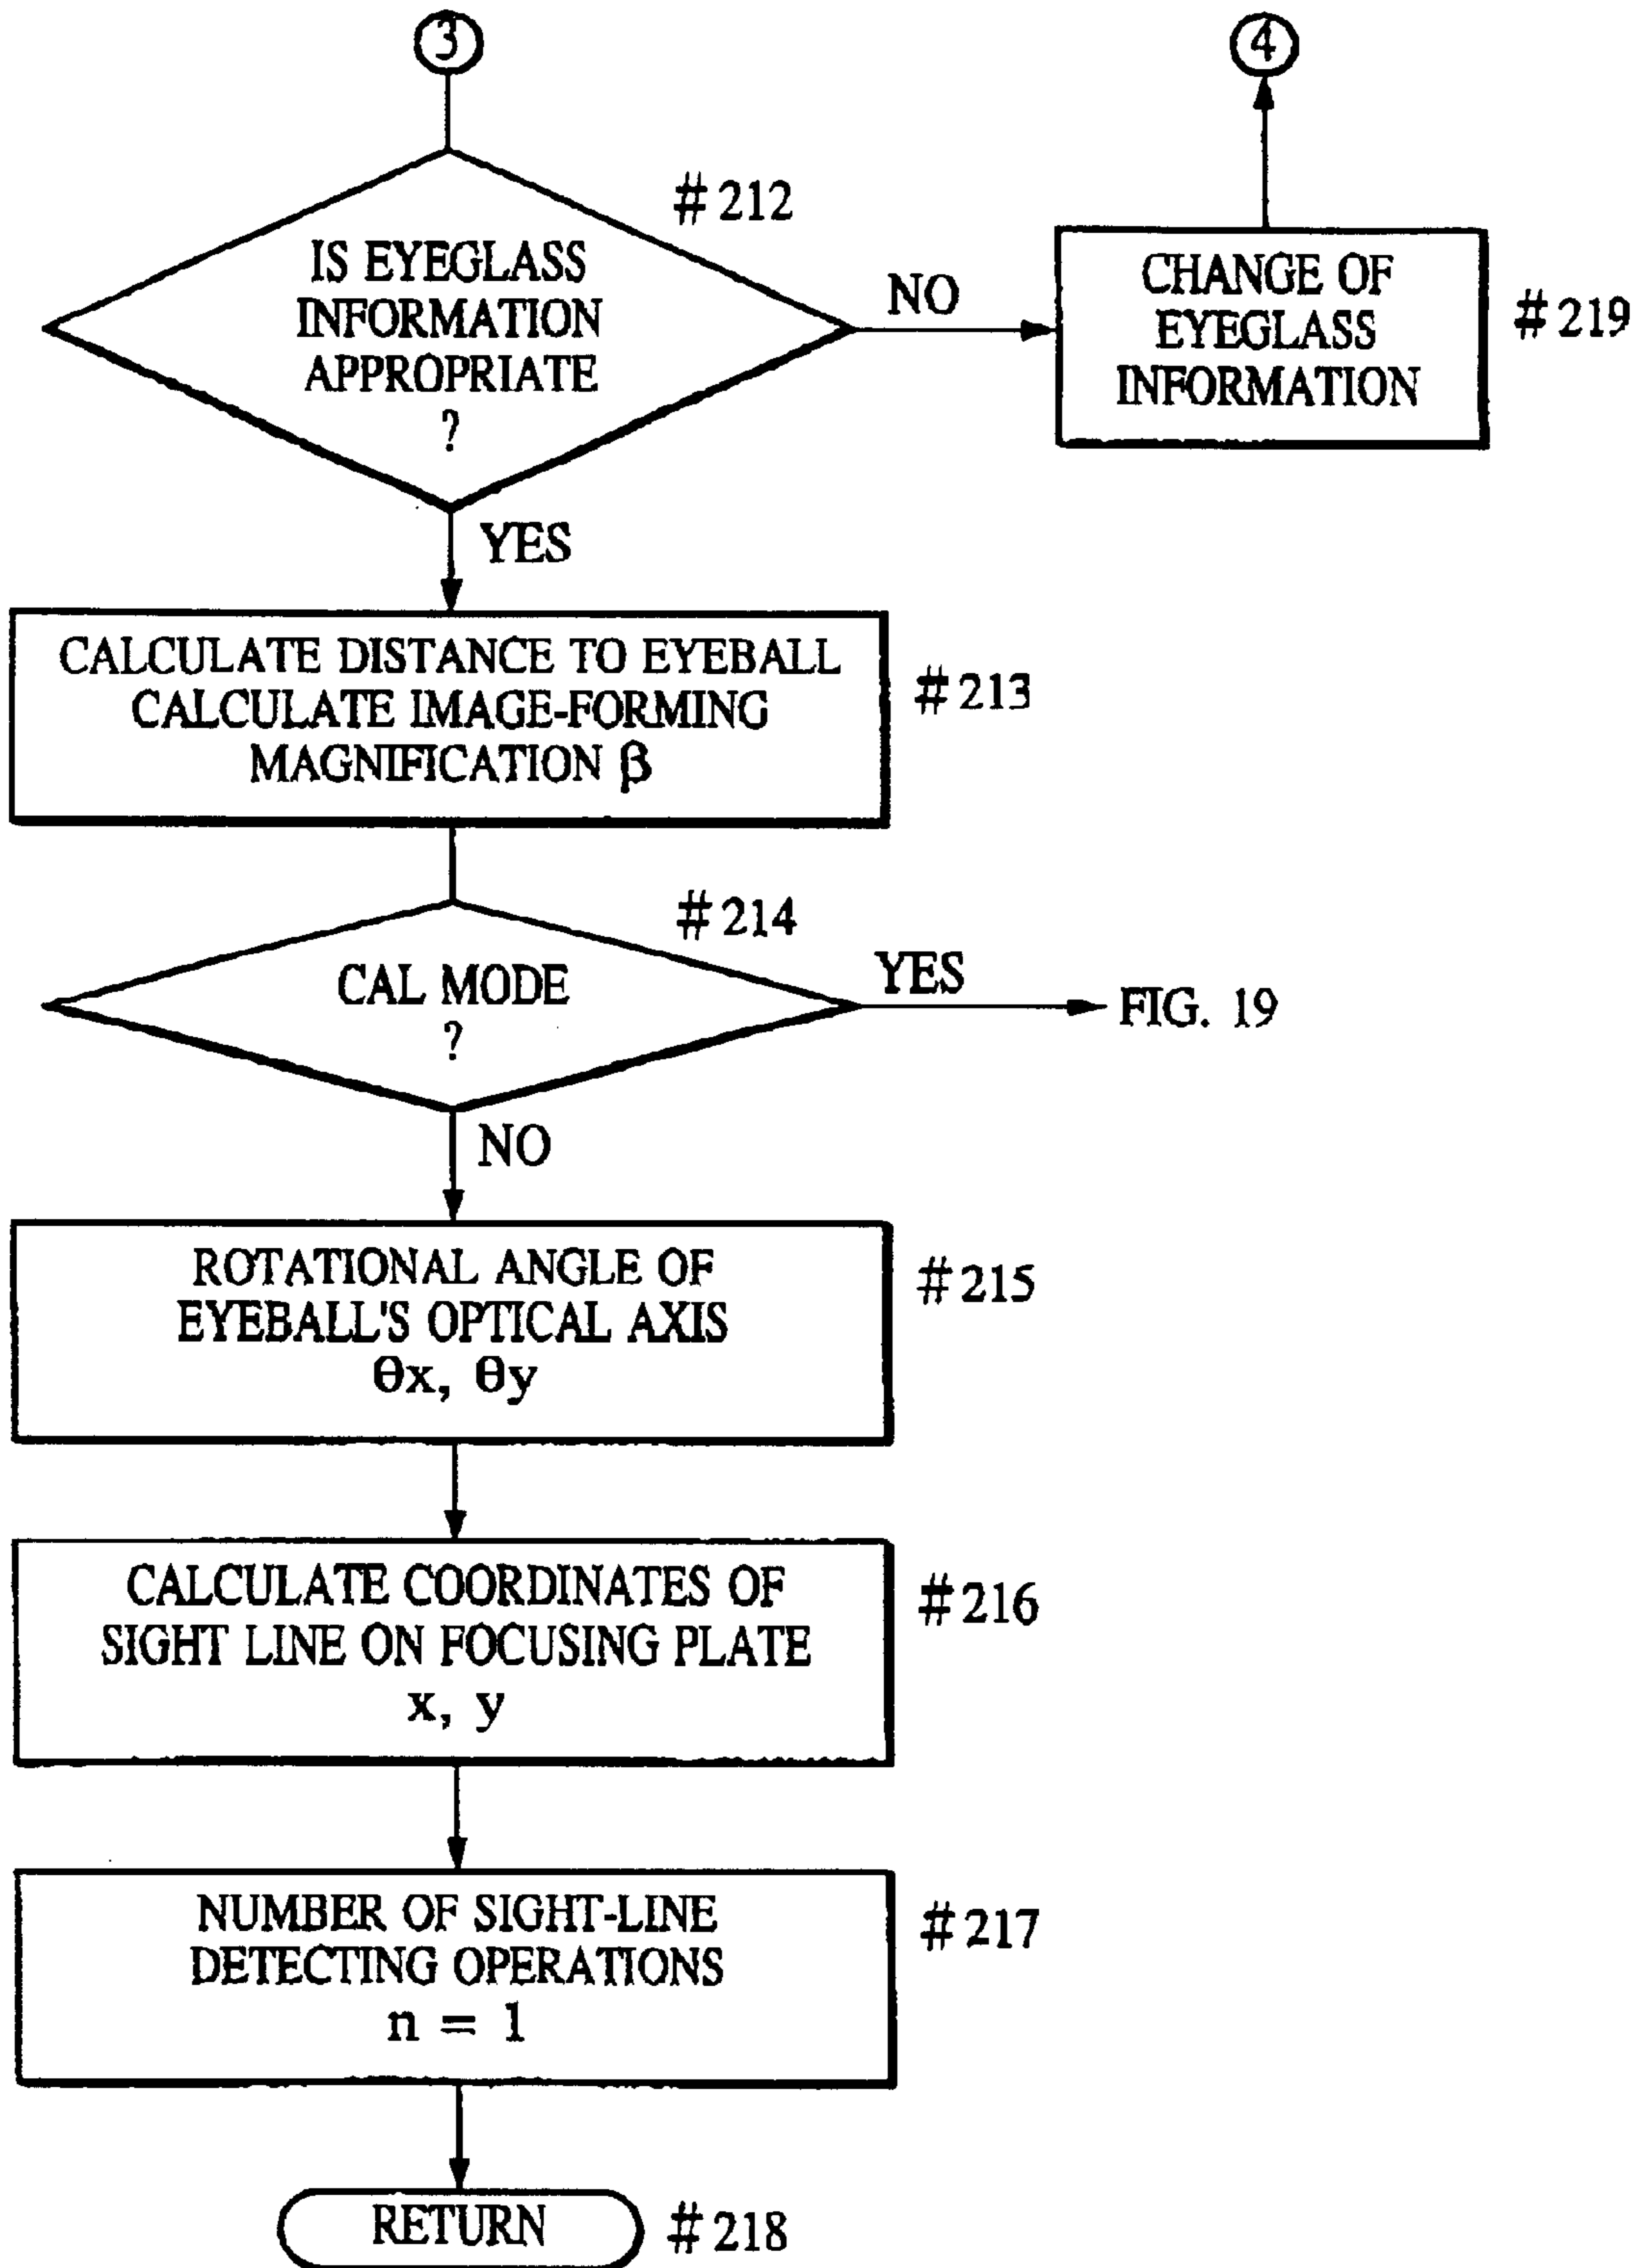 3
4
#212
IS EYEGLASS
INFORMATION
APPROPRIATE
?
NO
CHANGE OF
EYEGLASS
INFORMATION
#219
YES
CALCULATE DISTANCE TO EYEBALL
CALCULATE IMAGE-FORMING
MAGNIFICATION β
#213
#214
CAL MODE
?
YES
FIG. 19
NO
ROTATIONAL ANGLE OF
EYEBALL'S OPTICAL AXIS
θx, θy
#215
CALCULATE COORDINATES OF
SIGHT LINE ON FOCUSING PLATE
x, y
#216
NUMBER OF SIGHT-LINE
DETECTING OPERATIONS
n = 1
#217
RETURN
#218